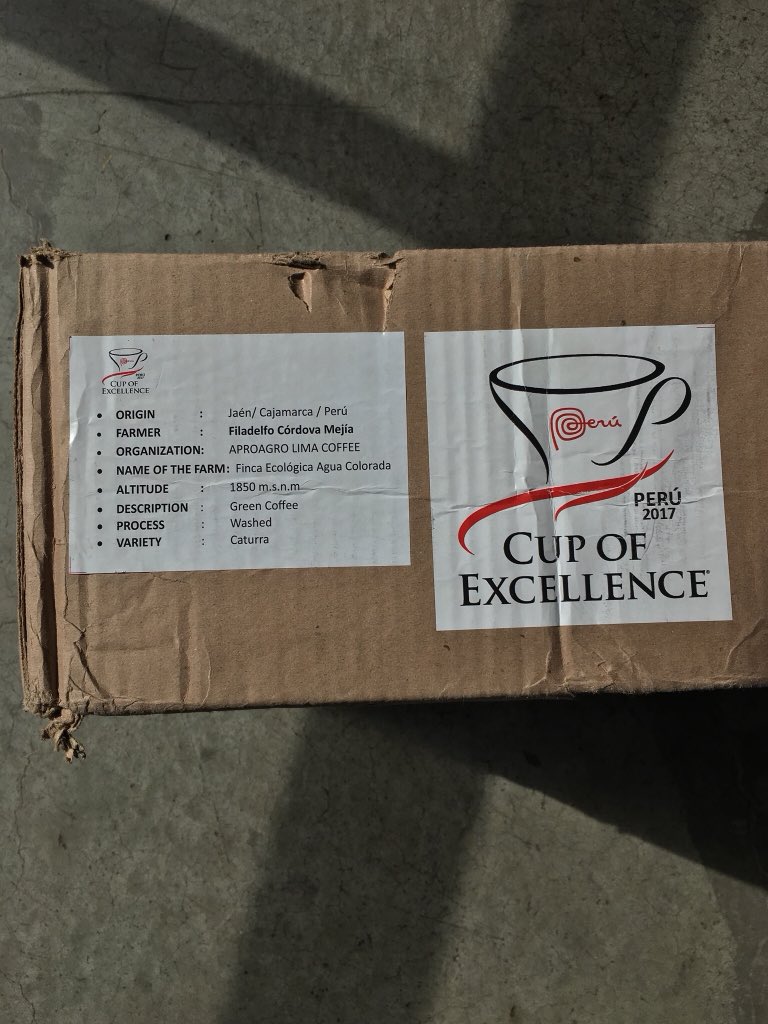 Perú
PERÚ
2017
CUP OF
EXCELLENCE
• ORIGIN : Jaén/ Cajamarca / Perú
• FARMER : Filadelfo Córdova Mejía
• ORGANIZATION: APROAGRO LIMA COFFEE
• NAME OF THE FARM: Finca Ecológica Agua Colorada
• ALTITUDE : 1850 m.s.n.m
• DESCRIPTION : Green Coffee
• PROCESS : Washed
• VARIETY : Caturra
Perú
PERÚ
2017
CUP OF
EXCELLENCE®